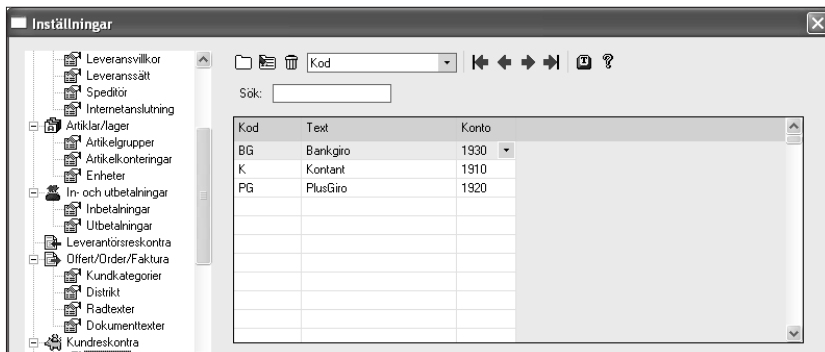 Inställningar
Leveransvillkor
Leveranssätt
Speditör
Internetanslutning
Artiklar/lager
Artikelgrupper
Artikelkonteringar
Enheter
In- och utbetalningar
Inbetalningar
Utbetalningar
Leverantörsreskontra
Offert/Order/Faktura
Kundkategorier
Distrikt
Radtexter
Dokumenttexter
Kundreskontra
Kod
Sök:
Kod Text Konto
BG Bankgiro 1930
K Kontant 1910
PG PlusGiro 1920